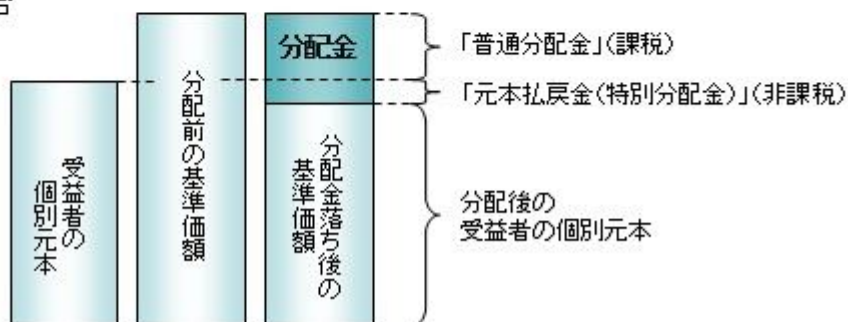 分配金
「普通分配金」(課税)
「元本払戻金(特別分配金)」(非課税)
受益者の
個別元本
分配前の基準価額
分配金落ち後の
基準価額
分配後の
受益者の個別元本